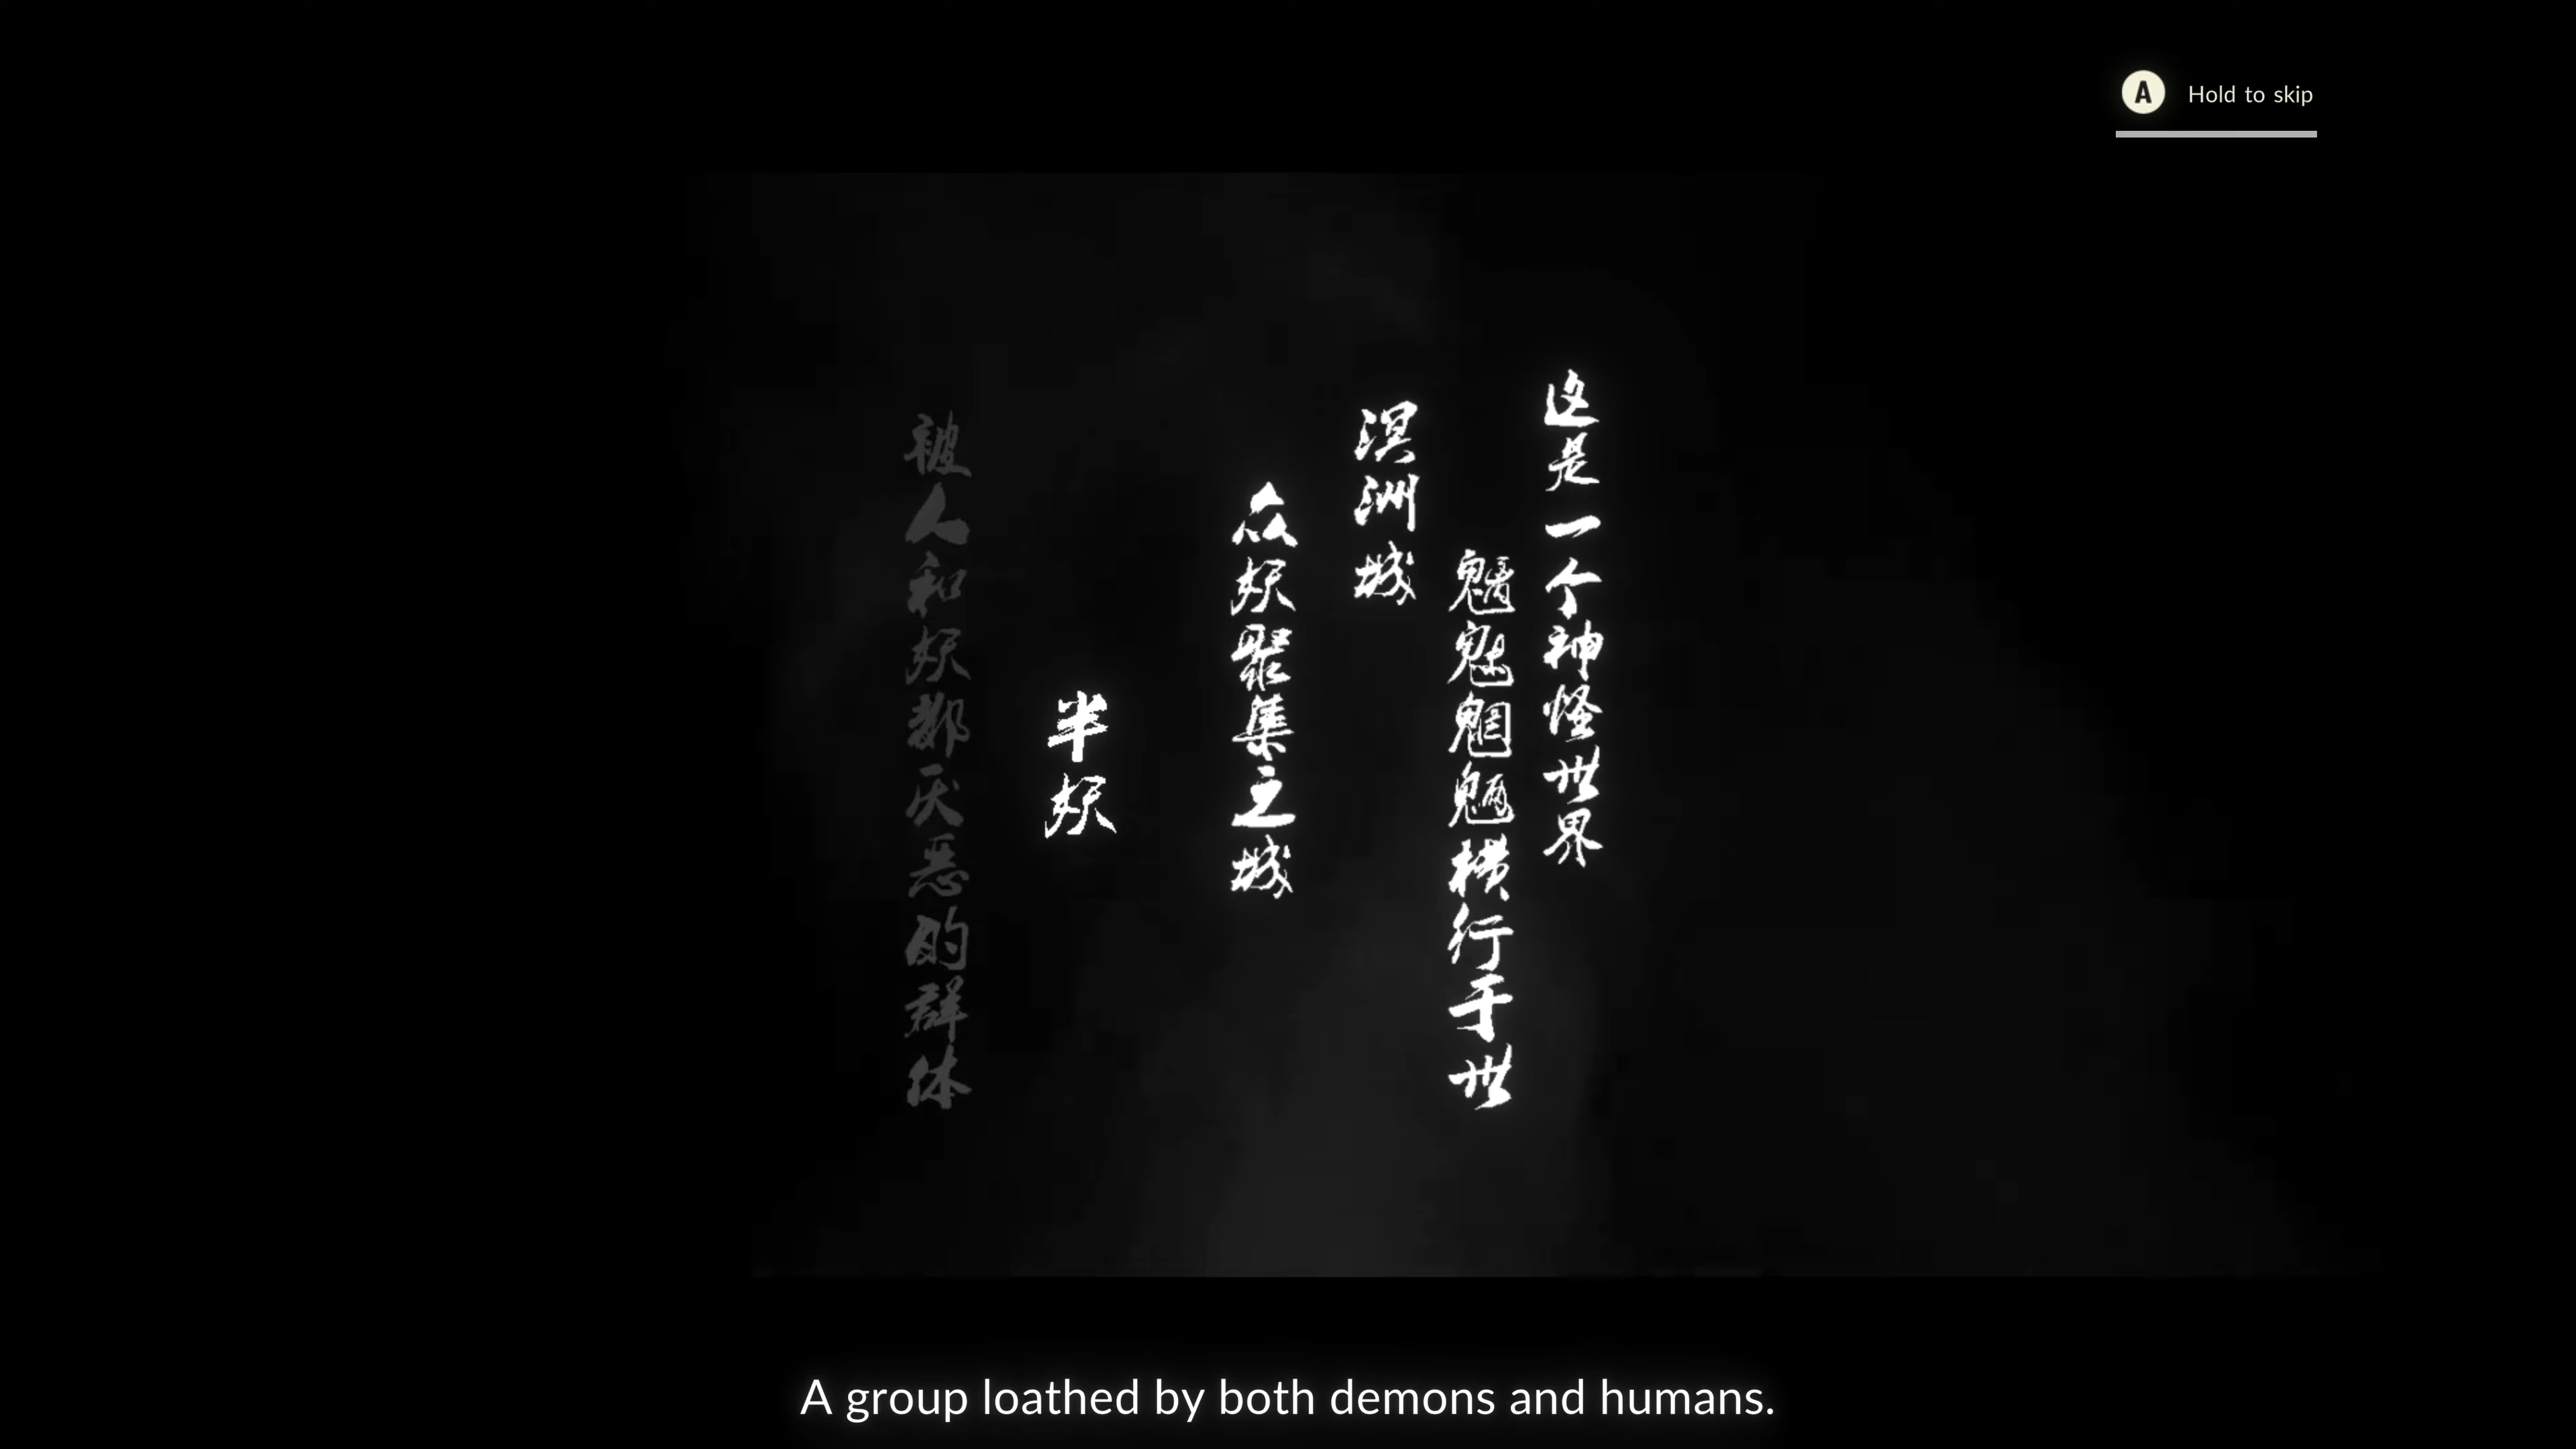 Hold to skip
这是一个神怪世界
魑魅魍魉横行于世
溟洲城
众妖聚集之城
半妖
被人和妖都厌恶的群体
A group loathed by both demons and humans.